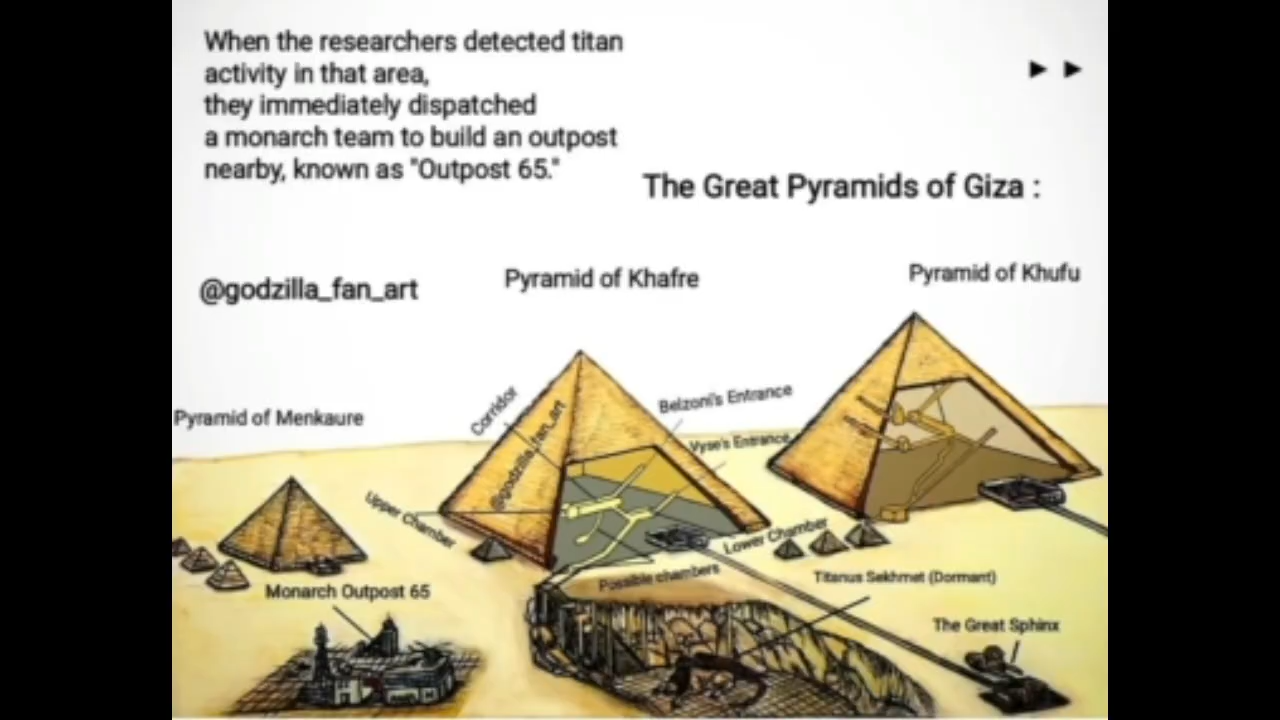 When the researchers detected titan
activity in that area,
they immediately dispatched
a monarch team to build an outpost
nearby, known as "Outpost 65."
The Great Pyramids of Giza :
@godzilla_fan_art
Pyramid of Khafre
Pyramid of Khufu
Pyramid of Menkaure
Corridor
@godzilla_fan_art
Belzoni's Entrance
Vyse's Entrance
Upper Chamber
Lower Chamber
Possible chambers
Titanus Sekhmet (Dormant)
Monarch Outpost 65
The Great Sphinx